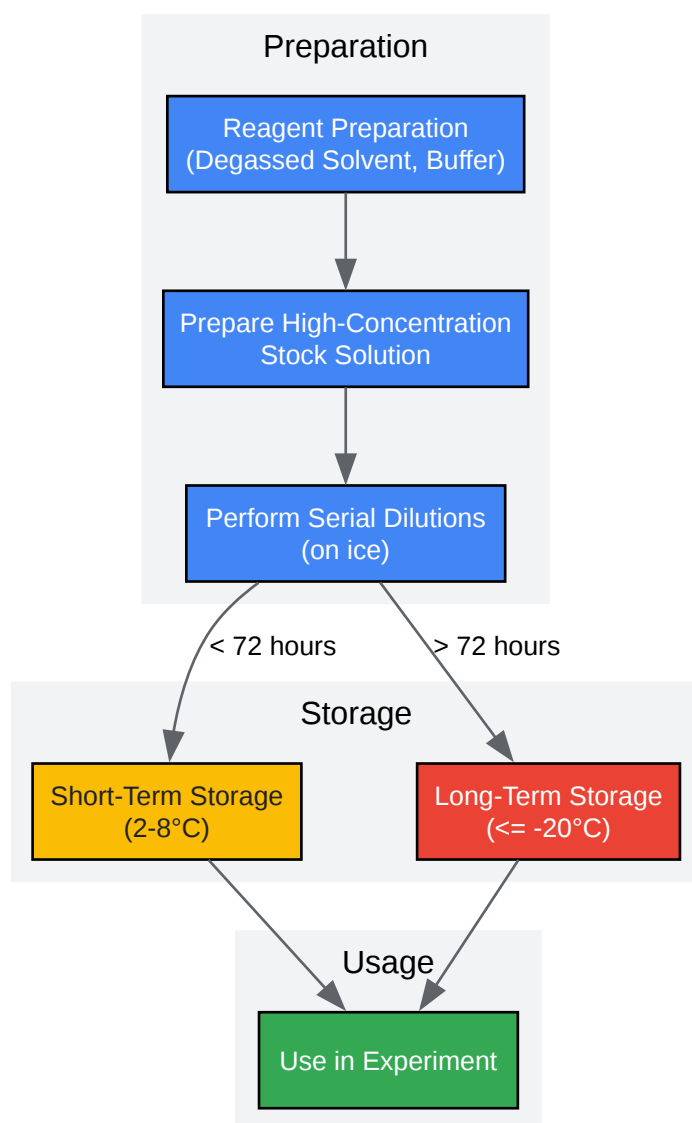 Preparation
Reagent Preparation
(Degassed Solvent, Buffer)
Prepare High-Concentration
Stock Solution
Perform Serial Dilutions
(on ice)
< 72 hours
> 72 hours
Storage
Short-Term Storage
(2-8°C)
Long-Term Storage
(<= -20°C)
Usage
Use in Experiment